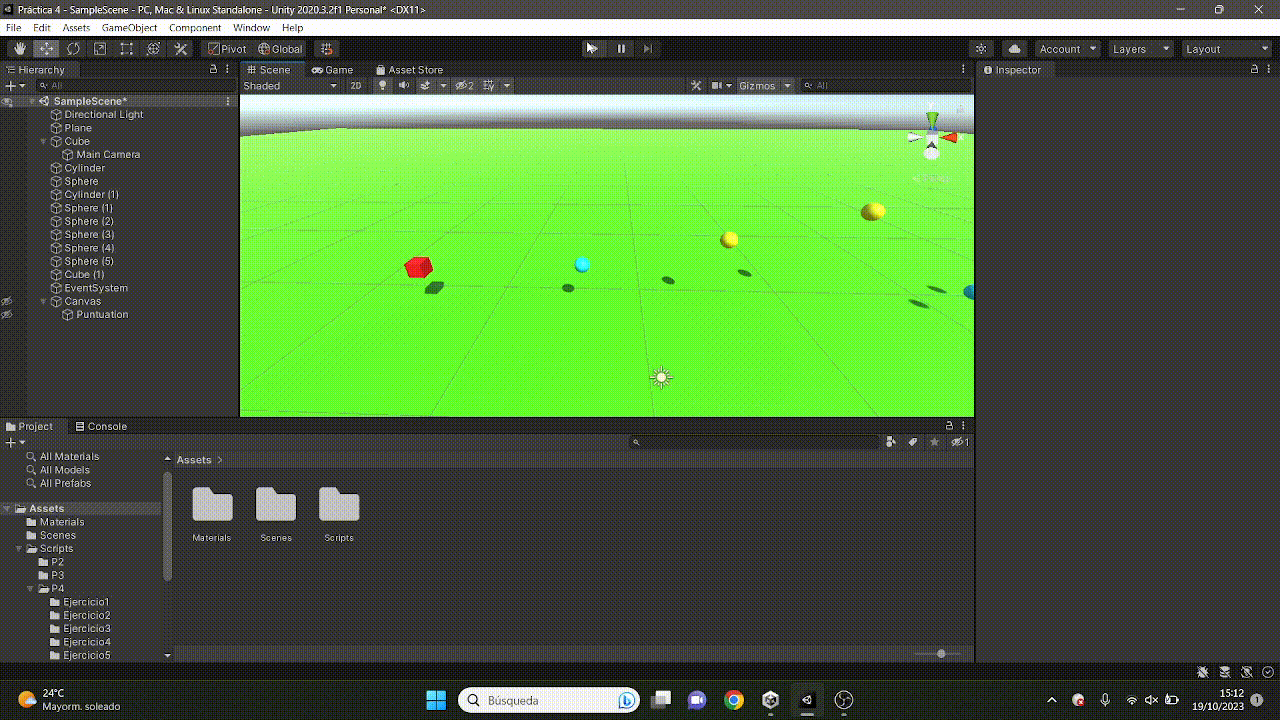 Práctica 4 - SampleScene - PC, Mac & Linux Standalone - Unity 2020.3.2f1 Personal* <DX11>
File Edit Assets GameObject Component Window Help
Pivot Global Account Layers Layout
Hierarchy
Scene Game Asset Store
Inspector
All
Shaded 2D 2 Gizmos All
SampleScene*
Directional Light
Plane
Cube
Main Camera
Cylinder
Sphere
Cylinder (1)
Sphere (1)
Sphere (2)
Sphere (3)
Sphere (4)
Sphere (5)
Cube (1)
EventSystem
Canvas
Puntuation
Project Console
1
All Materials
All Models
All Prefabs
Assets
Materials
Scenes
Scripts
P2
P3
P4
Ejercicio1
Ejercicio2
Ejercicio3
Ejercicio4
Ejercicio5
Assets >
Materials Scenes Scripts
24°C
Mayorm. soleado
Búsqueda
15:12
19/10/2023
1